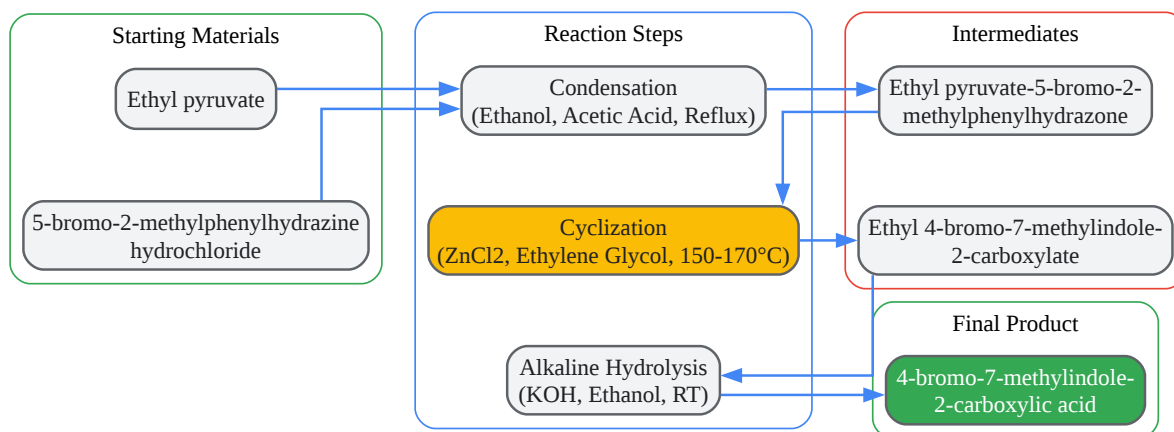 Starting Materials
Ethyl pyruvate
5-bromo-2-methylphenylhydrazine
hydrochloride
Reaction Steps
Condensation
(Ethanol, Acetic Acid, Reflux)
Cyclization
(ZnCl2, Ethylene Glycol, 150-170°C)
Alkaline Hydrolysis
(KOH, Ethanol, RT)
Intermediates
Ethyl pyruvate-5-bromo-2-
methylphenylhydrazone
Ethyl 4-bromo-7-methylindole-
2-carboxylate
Final Product
4-bromo-7-methylindole-
2-carboxylic acid